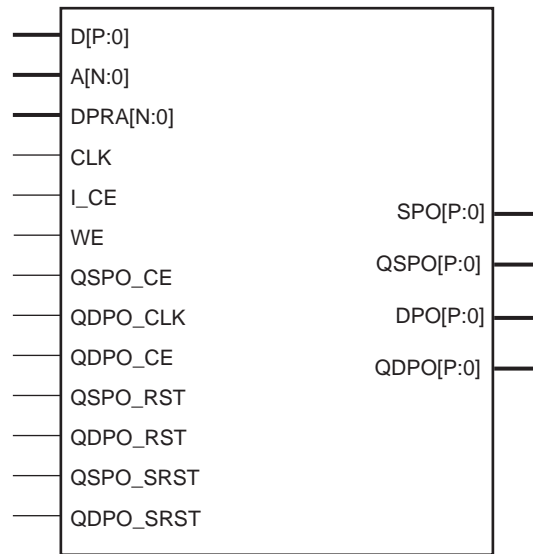 D[P:0]
A[N:0]
DPRA[N:0]
CLK
I_CE
WE
QSPO_CE
QDPO_CLK
QDPO_CE
QSPO_RST
QDPO_RST
QSPO_SRST
QDPO_SRST
SPO[P:0]
QSPO[P:0]
DPO[P:0]
QDPO[P:0]